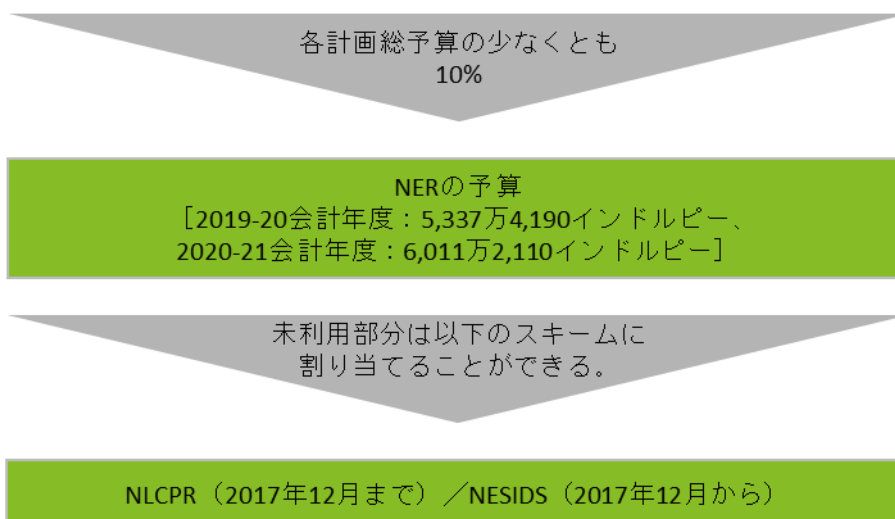 各計画総予算の少なくとも
10%
NERの予算
［2019-20会計年度：5,337万4,190インドルピー、
2020-21会計年度：6,011万2,110インドルピー］
未利用部分は以下のスキームに
割り当てることができる。
NLCPR（2017年12月まで）／NESIDS（2017年12月から）